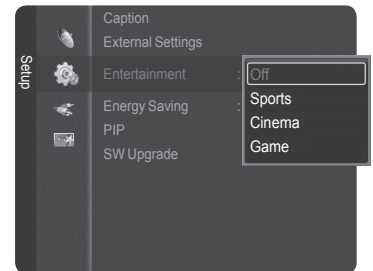 Setup
Caption
External Settings
Entertainment : Off
Sports
Cinema
Game
Energy Saving :
PIP
SW Upgrade